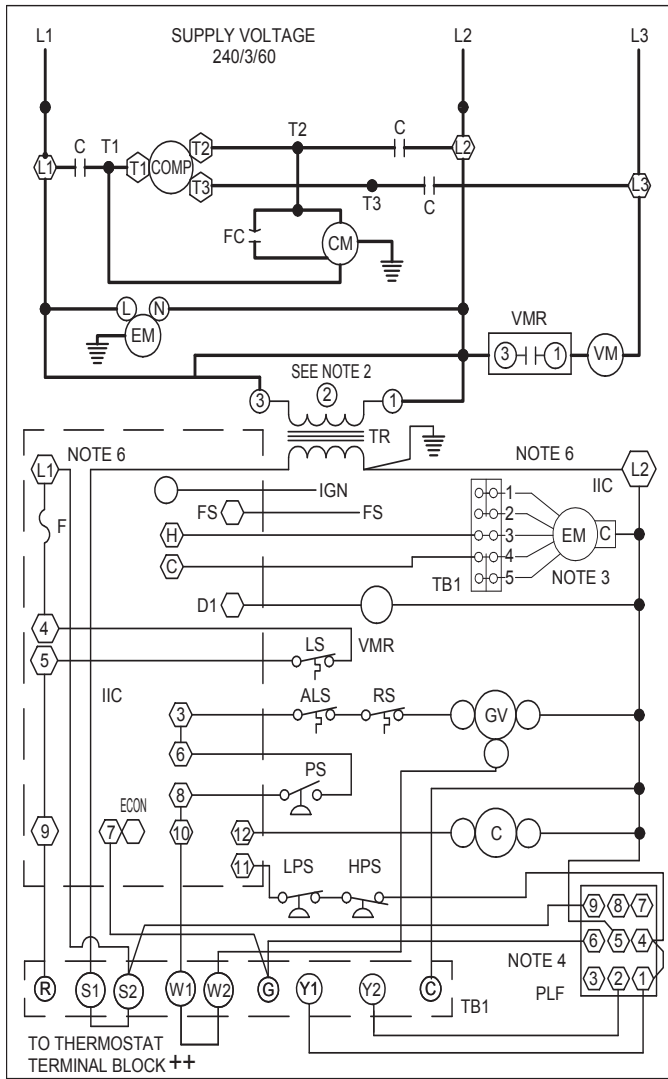 L1 SUPPLY VOLTAGE L2 L3
240/3/60
C T1 T2 C
L1 T1 COMP T2 L2
T3 T3 C L3
FC CM
L N VMR
EM 3 1 VM
SEE NOTE 2
3 2 1
TR
NOTE 6 NOTE 6
L1 L2
IGN IIC
F FS FS 1
2
H 3 EM C
C 4
TB1 5 NOTE 3
D1
4 VMR
5 LS
IIC ALS RS
3 GV
6
PS
8
ECON
9 7 10 12 C
11 LPS HPS
9 8 7
6 5 4
NOTE 4
3 2 1
PLF
R S1 S2 W1 W2 G Y1 Y2 C
TB1
TO THERMOSTAT
TERMINAL BLOCK ++